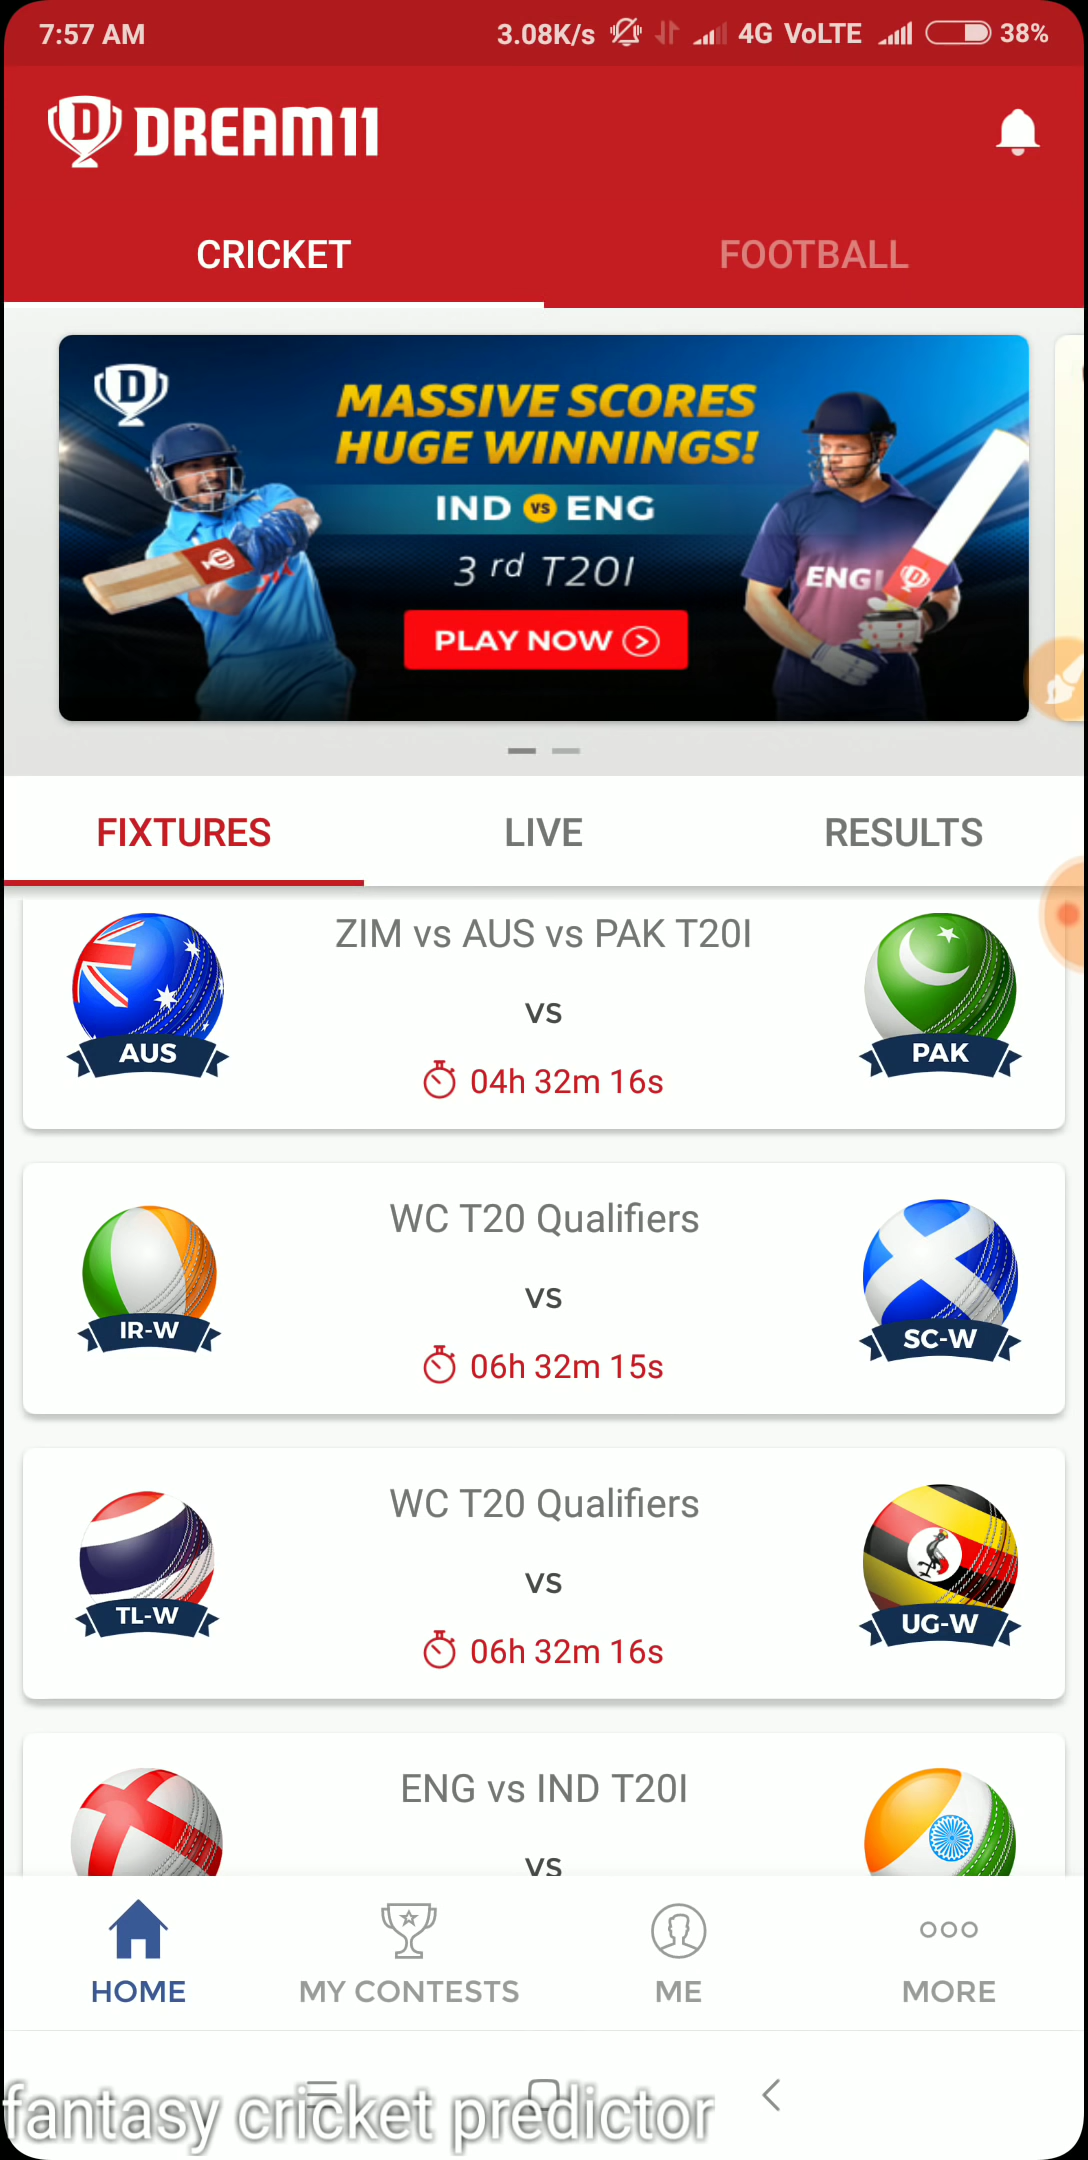 7:57 AM 3.08K/s 4G VoLTE 38%
D DREAM11
CRICKET FOOTBALL
D
MASSIVE SCORES
HUGE WINNINGS!
IND VS ENG
3 rd T20I
ENG
PLAY NOW
FIXTURES LIVE RESULTS
ZIM vs AUS vs PAK T20I
vs
AUS PAK
04h 32m 16s
WC T20 Qualifiers
vs
IR-W SC-W
06h 32m 15s
WC T20 Qualifiers
vs
TL-W UG-W
06h 32m 16s
ENG vs IND T20I
vs
HOME MY CONTESTS ME MORE
fantasy cricket predictor